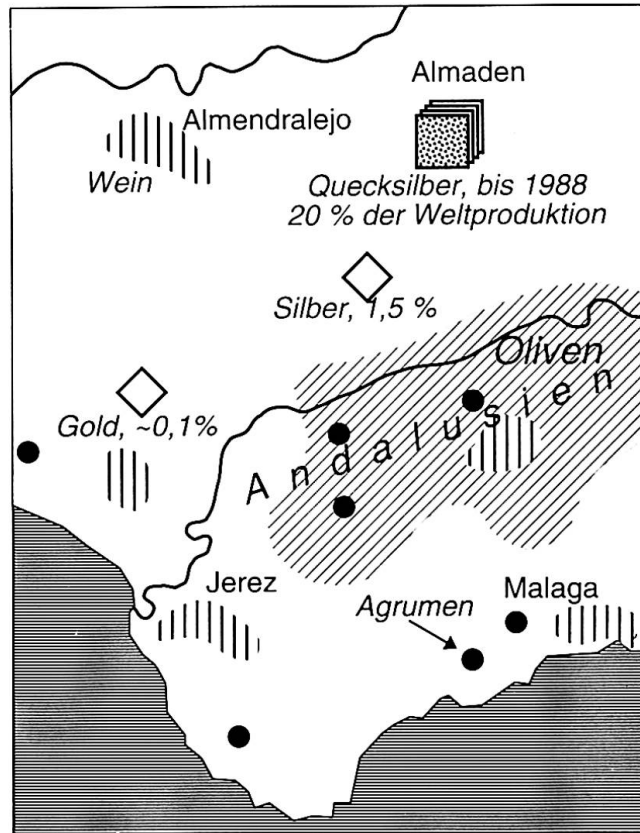 Almaden
Almendralejo
Wein
Quecksilber, bis 1988
20 % der Weltproduktion
Silber, 1,5 %
Oliven
Gold, ~0,1%
Andalusien
Jerez
Agrumen
Malaga